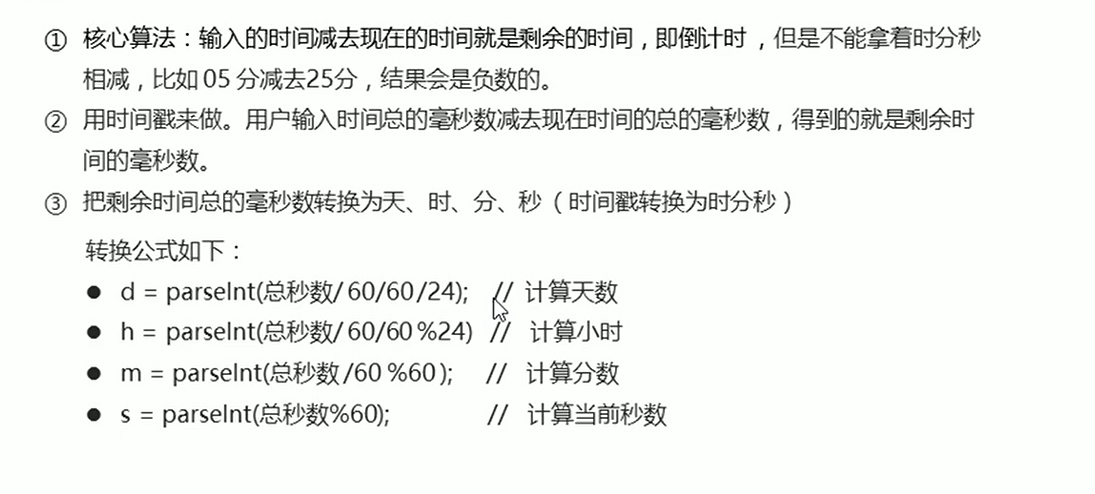 ① 核心算法：输入的时间减去现在的时间就是剩余的时间，即倒计时 ，但是不能拿着时分秒
相减，比如 05 分减去25分，结果会是负数的。
② 用时间戳来做。用户输入时间总的毫秒数减去现在时间的总的毫秒数，得到的就是剩余时
间的毫秒数。
③ 把剩余时间总的毫秒数转换为天、时、分、秒 （时间戳转换为时分秒）
转换公式如下：
● d = parseInt(总秒数/ 60/60 /24); // 计算天数
● h = parseInt(总秒数/ 60/60 %24) // 计算小时
● m = parseInt(总秒数 /60 %60 ); // 计算分数
● s = parseInt(总秒数%60); // 计算当前秒数